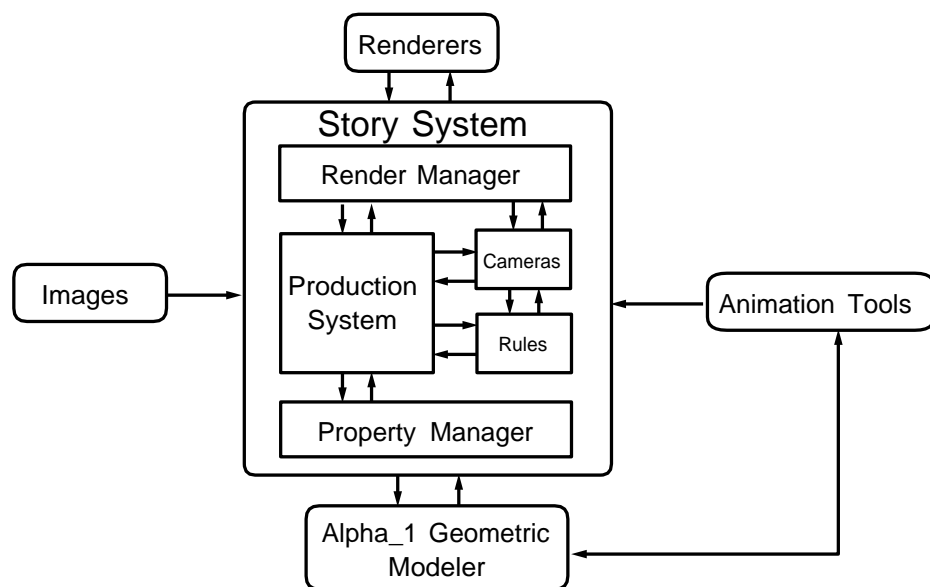 Renderers
Story System
Render Manager
Cameras
Production
System
Images
Animation Tools
Rules
Property Manager
Alpha_1 Geometric
Modeler